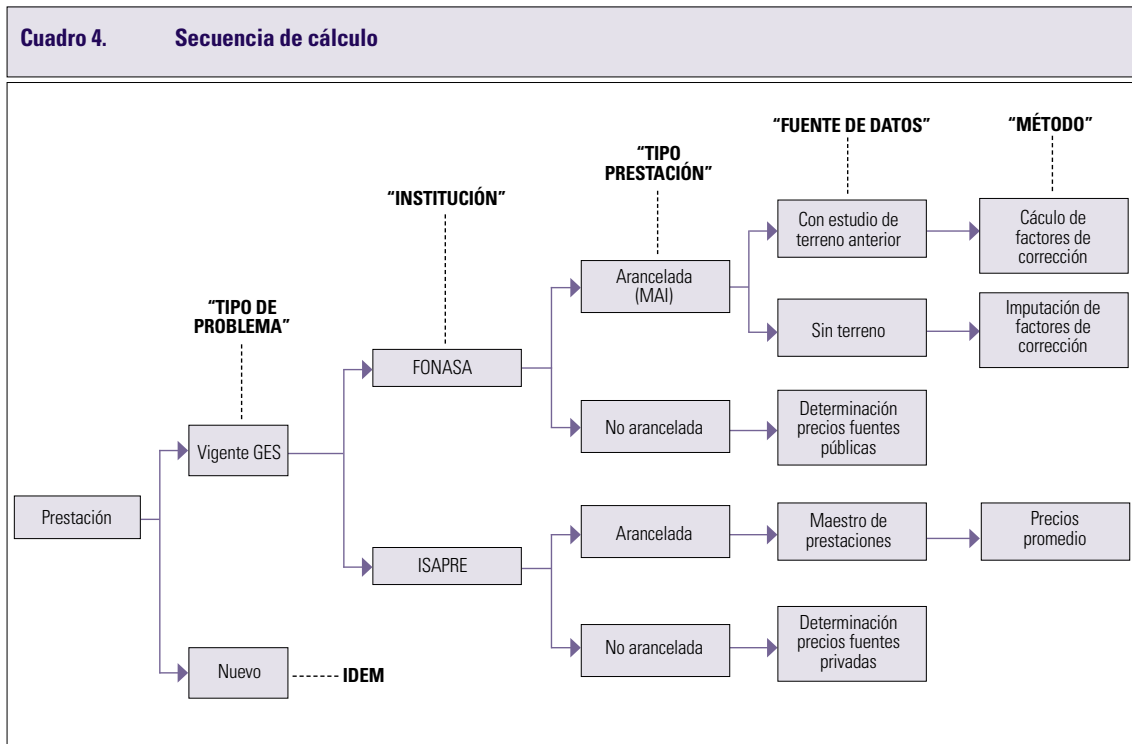 Cuadro 4. Secuencia de cálculo
“FUENTE DE DATOS”
“MÉTODO”
“TIPO
PRESTACIÓN”
“INSTITUCIÓN”
“TIPO DE
PROBLEMA”
Prestación
Vigente GES
Nuevo
IDEM
FONASA
ISAPRE
Arancelada
(MAI)
No arancelada
Arancelada
No arancelada
Con estudio de
terreno anterior
Sin terreno
Determinación
precios fuentes
públicas
Maestro de
prestaciones
Determinación
precios fuentes
privadas
Cáculo de
factores de
corrección
Imputación de
factores de
corrección
Precios
promedio